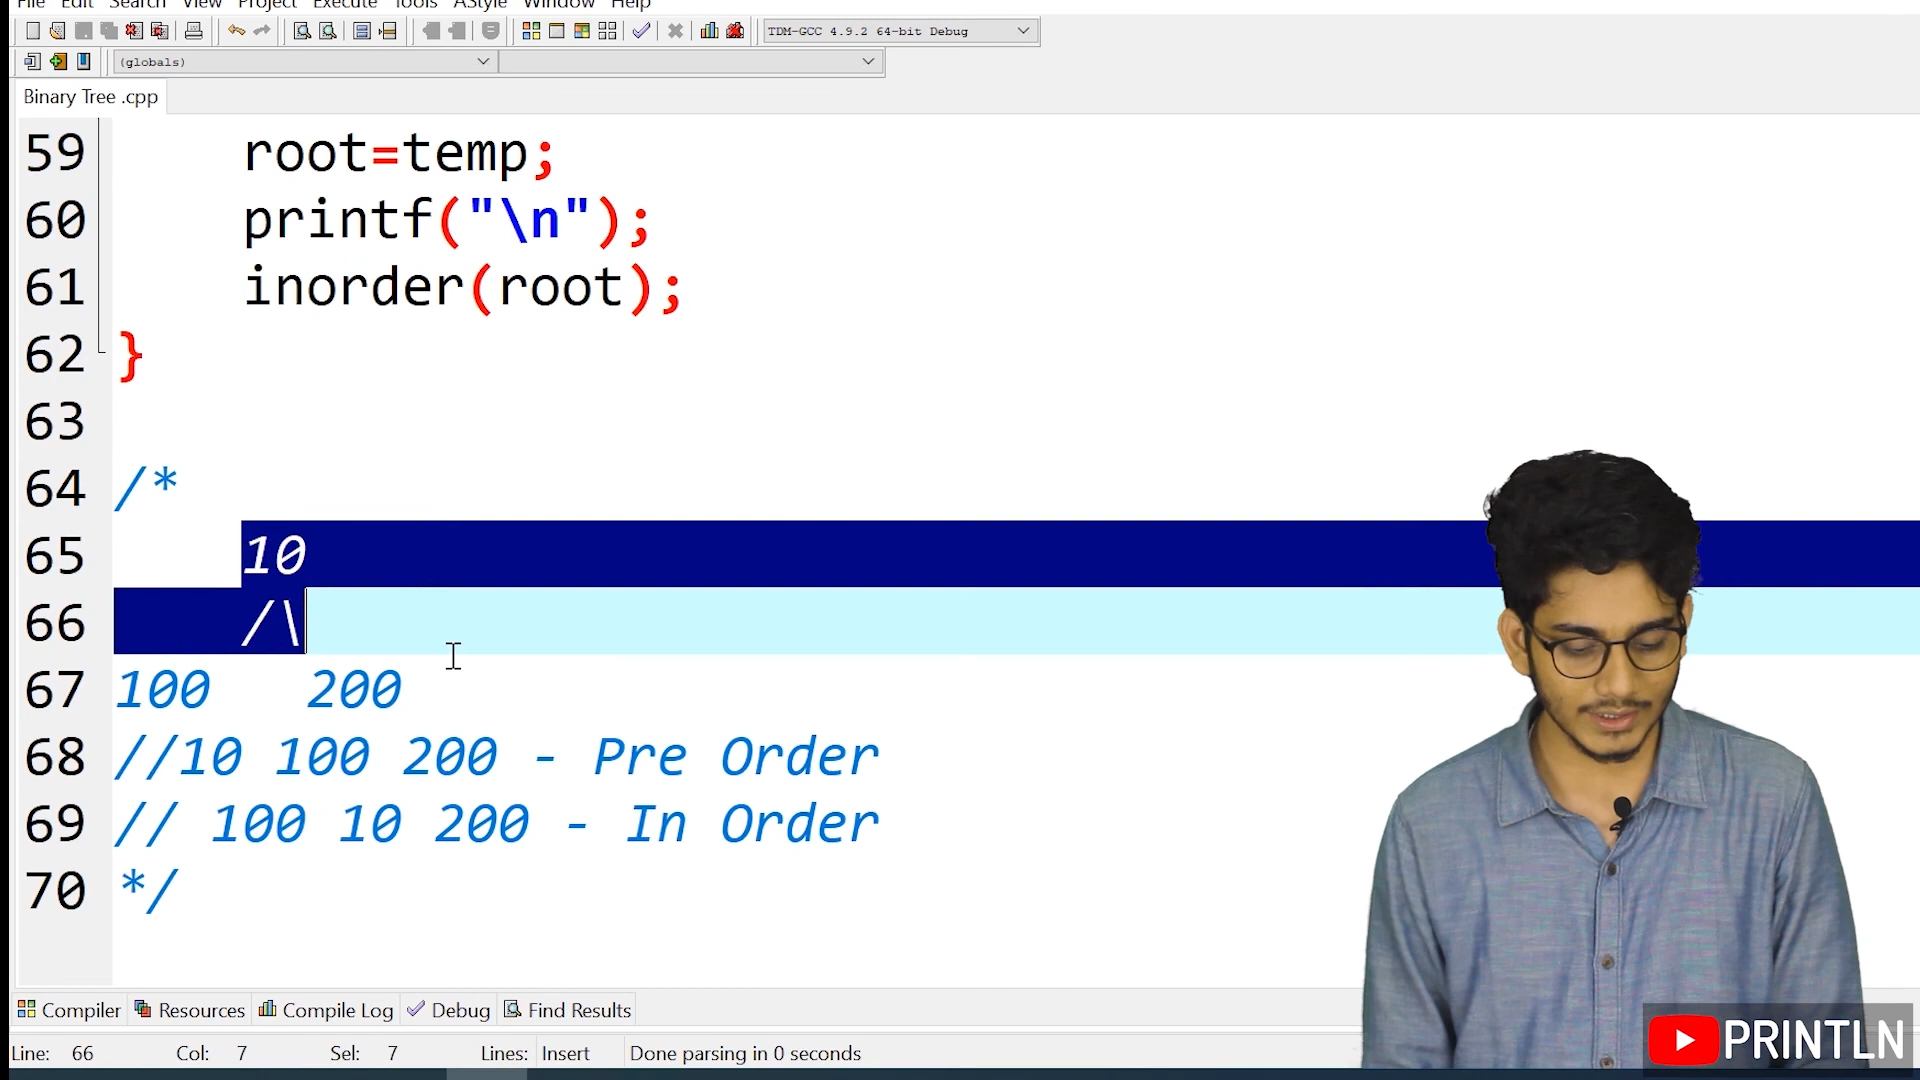 File Edit Search View Project Execute Tools AStyle Window Help
TDM-GCC 4.9.2 64-bit Debug
(globals)
Binary Tree .cpp
59 root=temp;
60 printf("\n");
61 inorder(root);
62 }
63
64 /*
65 10
66 /\
67 100 200
68 //10 100 200 - Pre Order
69 // 100 10 200 - In Order
70 */
Compiler Resources Compile Log Debug Find Results
Line: 66 Col: 7 Sel: 7 Lines: Insert Done parsing in 0 seconds
PRINTLN